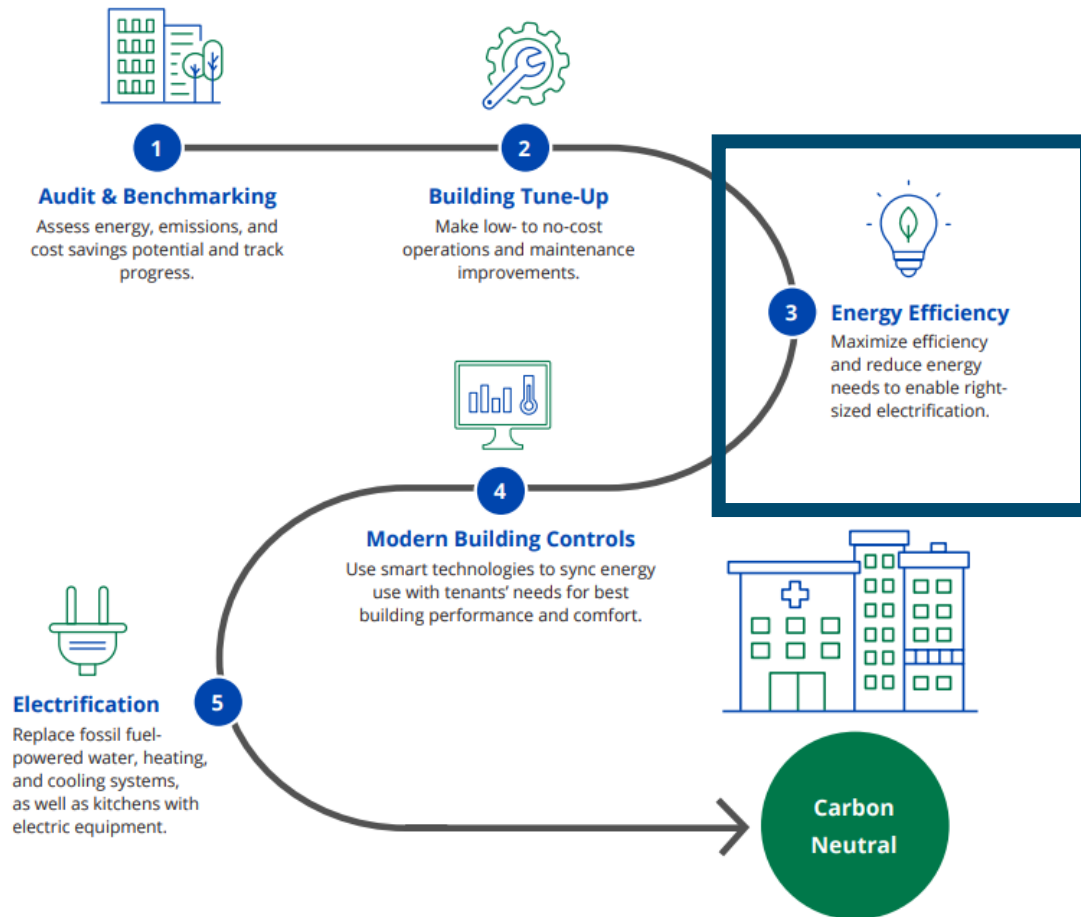 1
Audit & Benchmarking
Assess energy, emissions, and
cost savings potential and track
progress.
2
Building Tune-Up
Make low- to no-cost
operations and maintenance
improvements.
3
Energy Efficiency
Maximize efficiency
and reduce energy
needs to enable right-
sized electrification.
4
Modern Building Controls
Use smart technologies to sync energy
use with tenants’ needs for best
building performance and comfort.
5
Electrification
Replace fossil fuel-
powered water, heating,
and cooling systems,
as well as kitchens with
electric equipment.
Carbon
Neutral